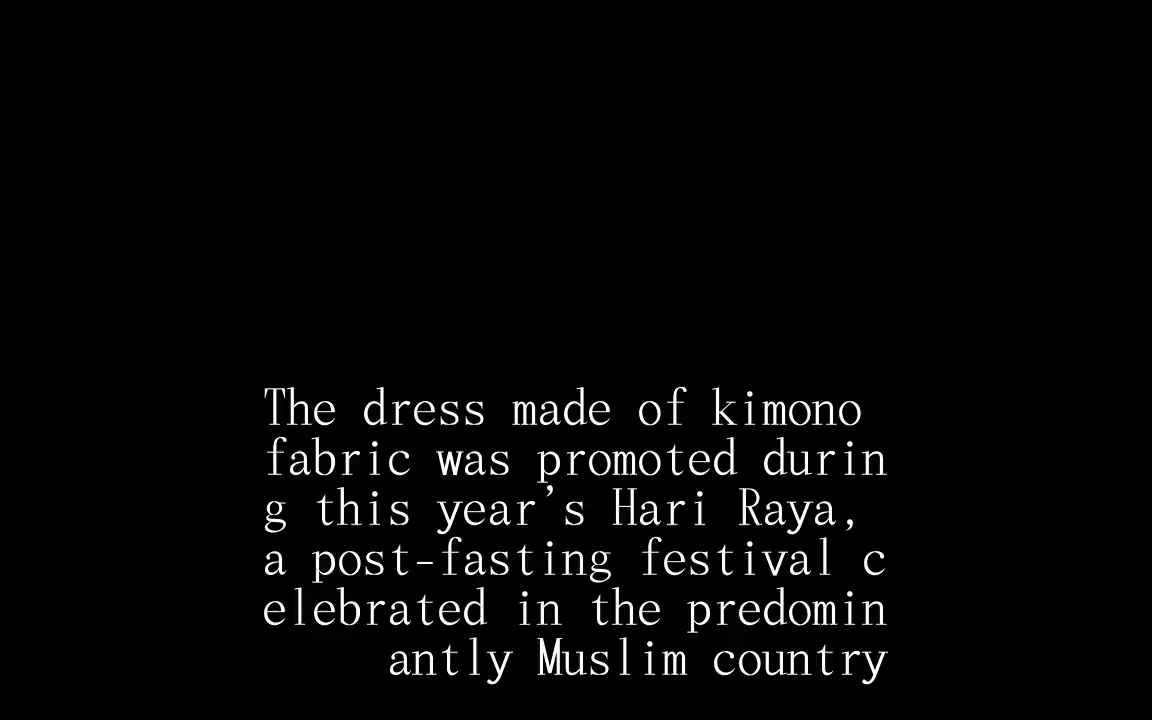 The dress made of kimono
fabric was promoted durin
g this year’s Hari Raya,
a post-fasting festival c
elebrated in the predomin
antly Muslim country